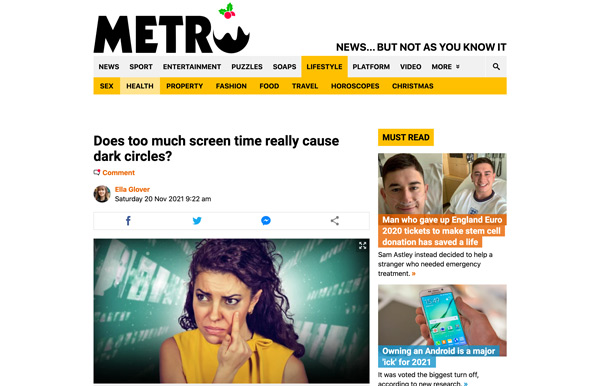 METRO
NEWS... BUT NOT AS YOU KNOW IT
NEWS SPORT ENTERTAINMENT PUZZLES SOAPS LIFESTYLE PLATFORM VIDEO MORE
SEX HEALTH PROPERTY FASHION FOOD TRAVEL HOROSCOPES CHRISTMAS
Does too much screen time really cause
dark circles?
Comment
Ella Glover
Saturday 20 Nov 2021 9:22 am
MUST READ
Man who gave up England Euro
2020 tickets to make stem cell
donation has saved a life
Sam Astley instead decided to help a
stranger who needed emergency
treatment. »
Owning an Android is a major
'ick' for 2021
It was voted the biggest turn off,
according to new research. »